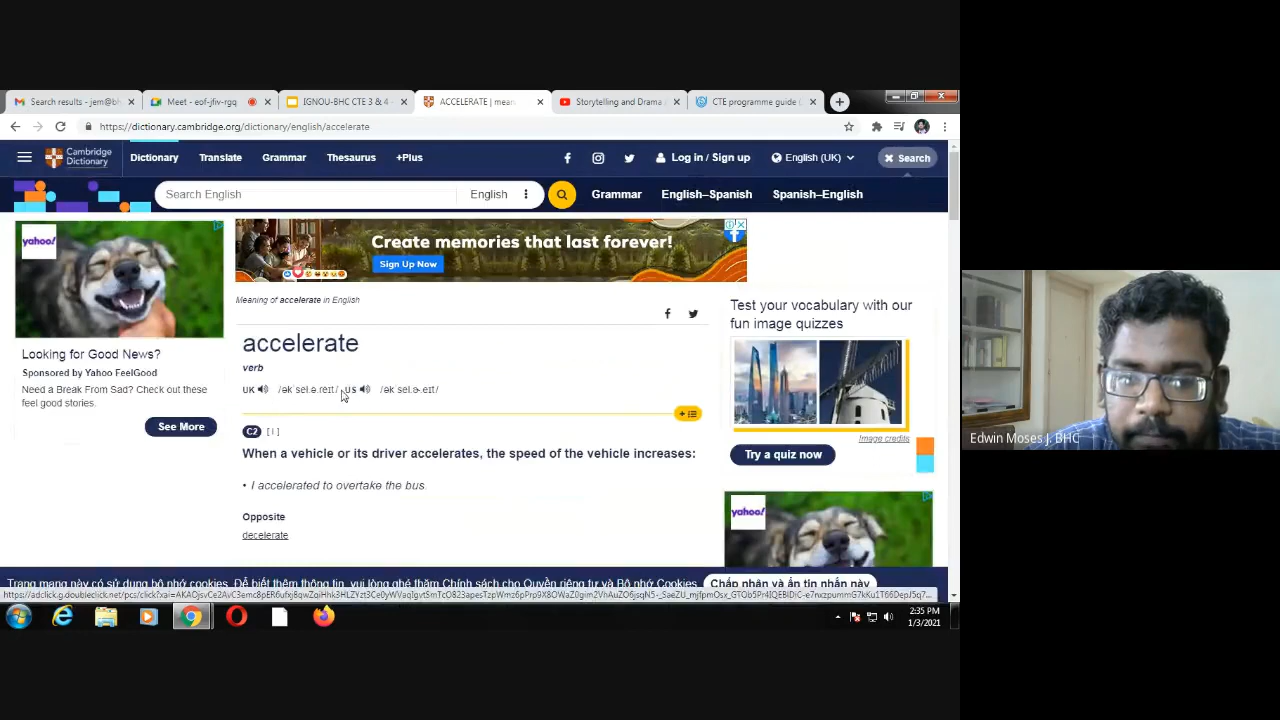 Search results - jem@bh
Meet - eof-jfiv-rgq
IGNOU-BHC CTE 3 & 4
ACCELERATE | mean
Storytelling and Drama
CTE programme guide
https://dictionary.cambridge.org/dictionary/english/accelerate
Cambridge
Dictionary
Dictionary
Translate
Grammar
Thesaurus
+Plus
Log in / Sign up
English (UK)
Search
Search English
English
Grammar
English–Spanish
Spanish–English
yahoo!
Create memories that last forever!
Sign Up Now
Meaning of accelerate in English
Test your vocabulary with our
fun image quizzes
accelerate
Looking for Good News?
Sponsored by Yahoo FeelGood
Need a Break From Sad? Check out these
feel good stories.
See More
verb
UK /əkˈsel.ə.reɪt/ US /əkˈsel.ɚ.eɪt/
C2 [ I ]
Image credits
Try a quiz now
When a vehicle or its driver accelerates, the speed of the vehicle increases:
• I accelerated to overtake the bus.
Opposite
decelerate
yahoo!
Edwin Moses J. BHC
Trang mạng này có sử dụng bộ nhớ cookies. Để biết thêm thông tin, vui lòng ghé thăm Chính sách cho Quyền riêng tư và Bộ nhớ Cookies.
Chấp nhận và ẩn tin nhắn này
2:35 PM
1/3/2021